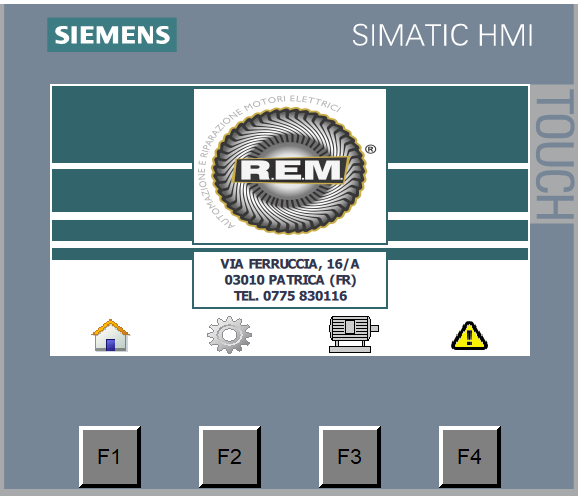 SIEMENS
SIMATIC HMI
TOUCH
AUTOMAZIONE E RIPARAZIONE MOTORI ELETTRICI
R.E.M ®
VIA FERRUCCIA, 16/A
03010 PATRICA (FR)
TEL. 0775 830116
F1
F2
F3
F4